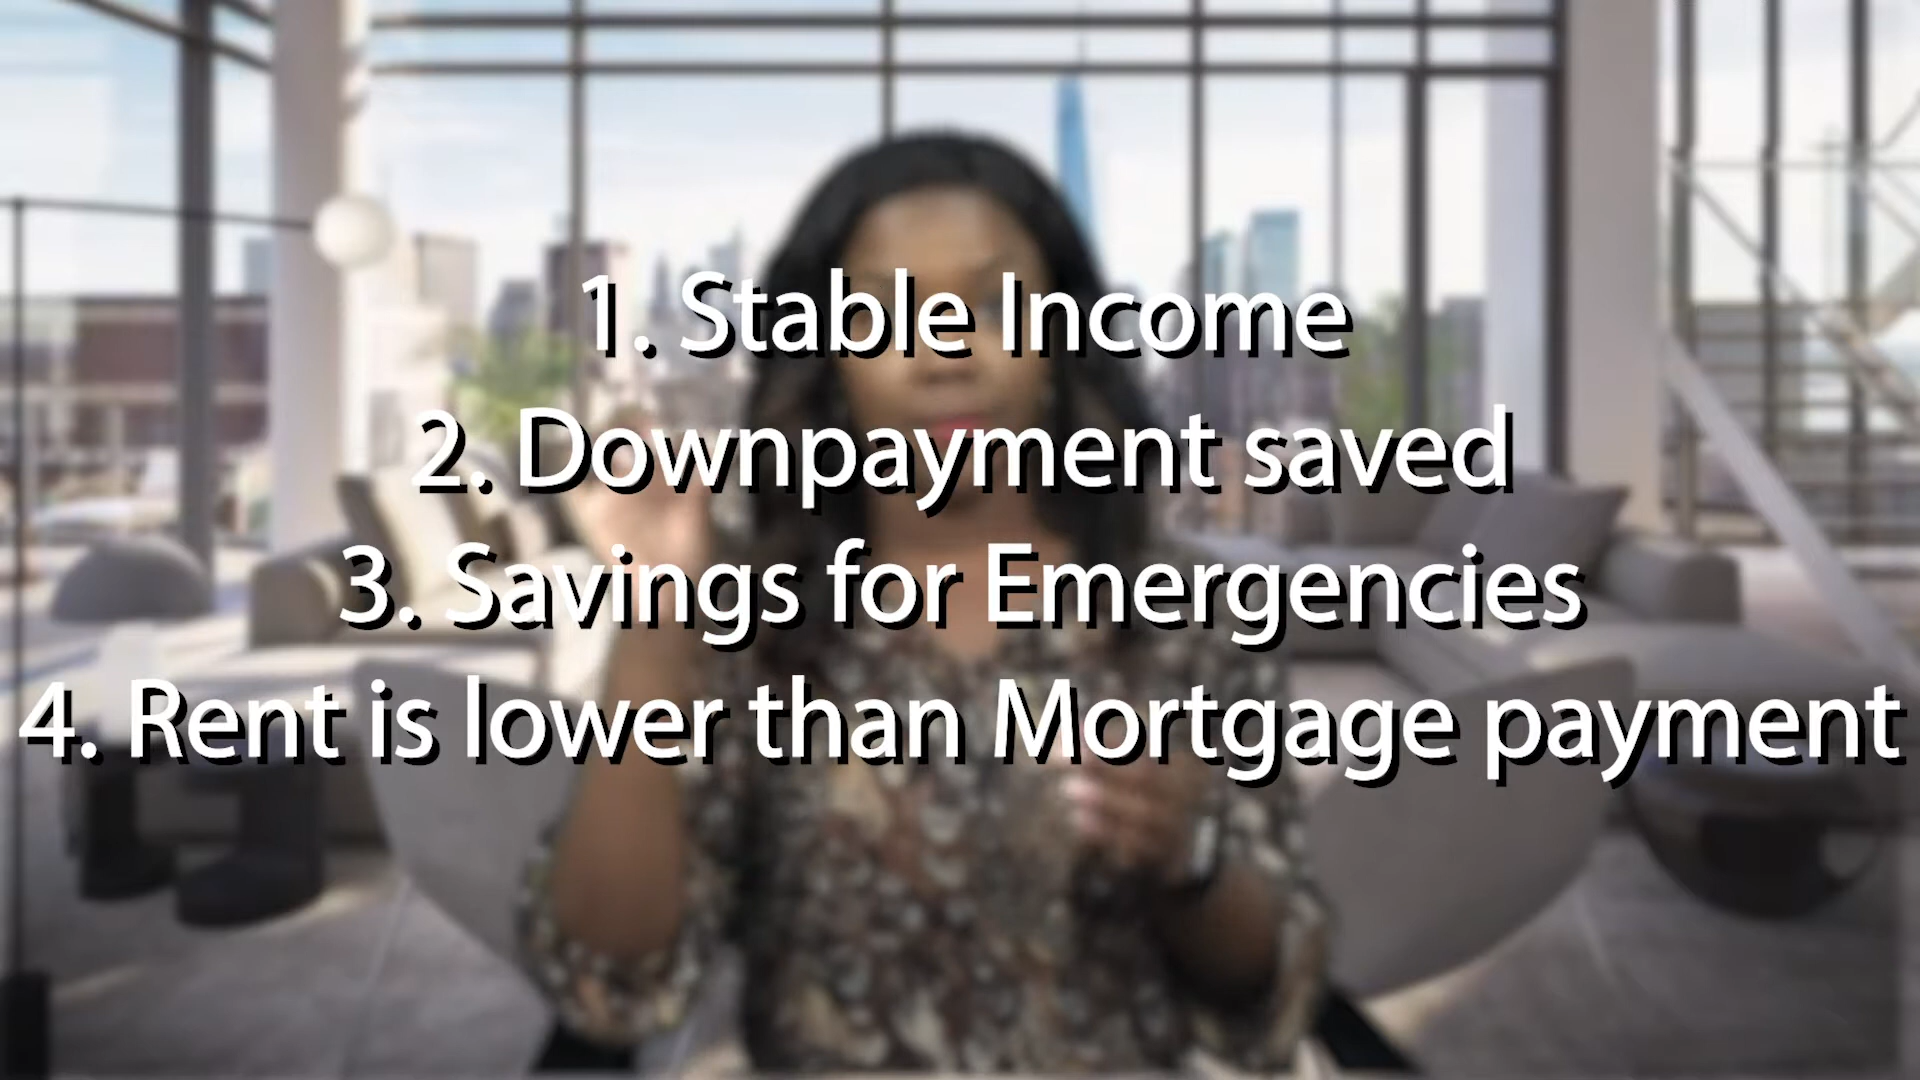 1. Stable Income
2. Downpayment saved
3. Savings for Emergencies
4. Rent is lower than Mortgage payment